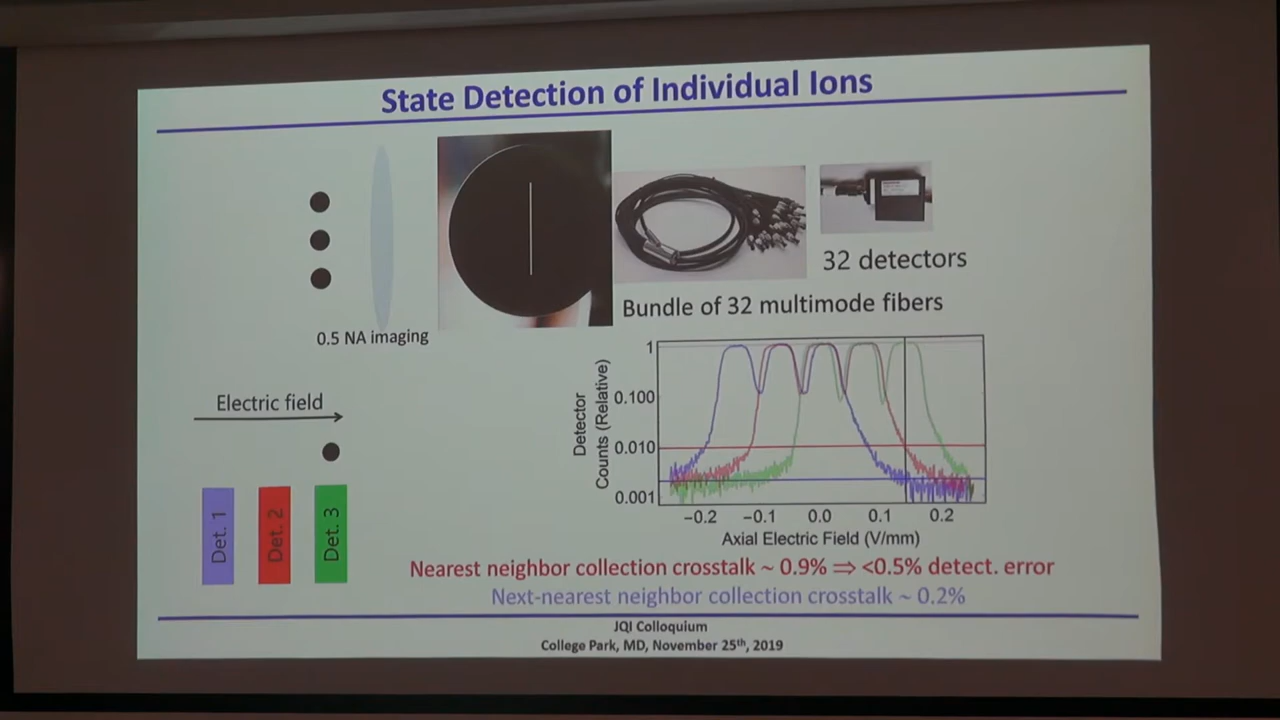 State Detection of Individual Ions
0.5 NA imaging
32 detectors
Bundle of 32 multimode fibers
Electric field
Det. 1
Det. 2
Det. 3
Detector
Counts (Relative)
1
0.100
0.010
0.001
−0.2 −0.1 0.0 0.1 0.2
Axial Electric Field (V/mm)
Nearest neighbor collection crosstalk ~ 0.9% ⇒ <0.5% detect. error
Next-nearest neighbor collection crosstalk ~ 0.2%
JQI Colloquium
College Park, MD, November 25th, 2019